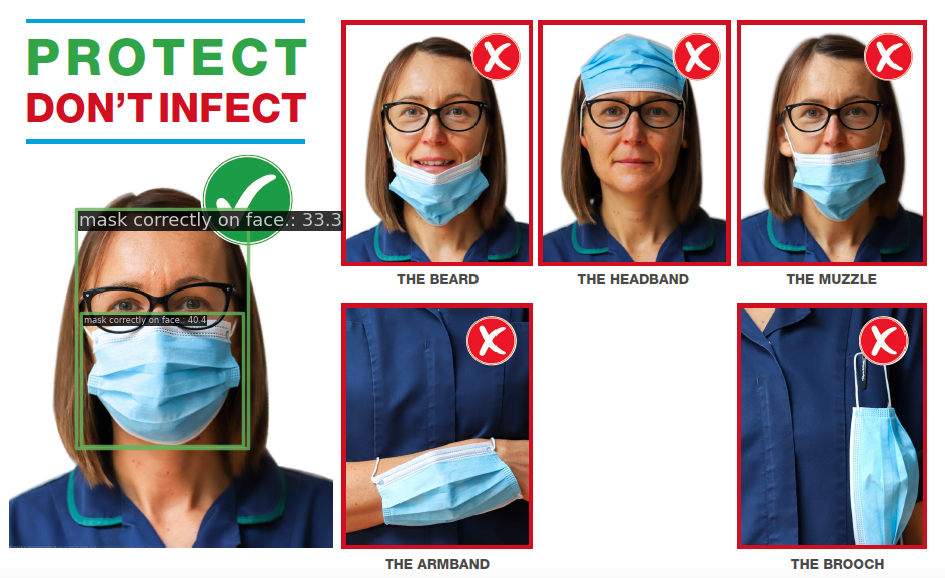 PROTECT
DON'T INFECT
mask correctly on face.: 33.3
mask correctly on face.: 40.4
THE BEARD
THE HEADBAND
THE MUZZLE
THE ARMBAND
THE BROOCH